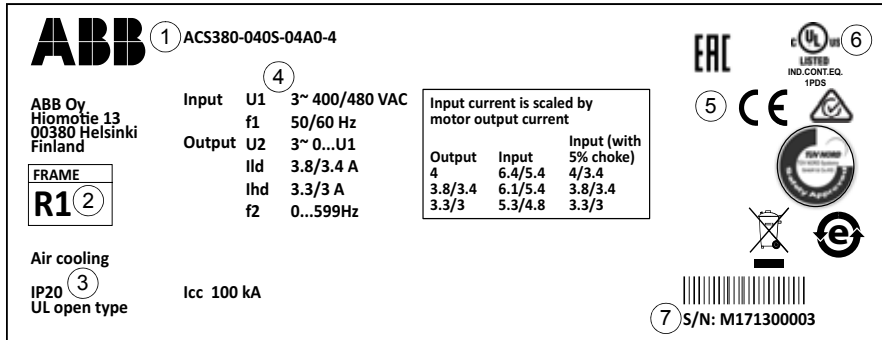 ABB
1 ACS380-040S-04A0-4
ABB Oy
Hiomotie 13
00380 Helsinki
Finland
FRAME
R1 2
Air cooling
3
IP20
UL open type
4
Input U1 3~ 400/480 VAC
f1 50/60 Hz
Output U2 3~ 0...U1
Ild 3.8/3.4 A
Ihd 3.3/3 A
f2 0...599Hz
Icc 100 kA
Input current is scaled by
motor output current
Output Input Input (with 5% choke)
4 6.4/5.4 4/3.4
3.8/3.4 6.1/5.4 3.8/3.4
3.3/3 5.3/4.8 3.3/3
EAC
C UL US 6
LISTED
IND.CONT.EQ.
1PDS
5 CE
TÜV NORD
Safety Approved
e
7 S/N: M171300003